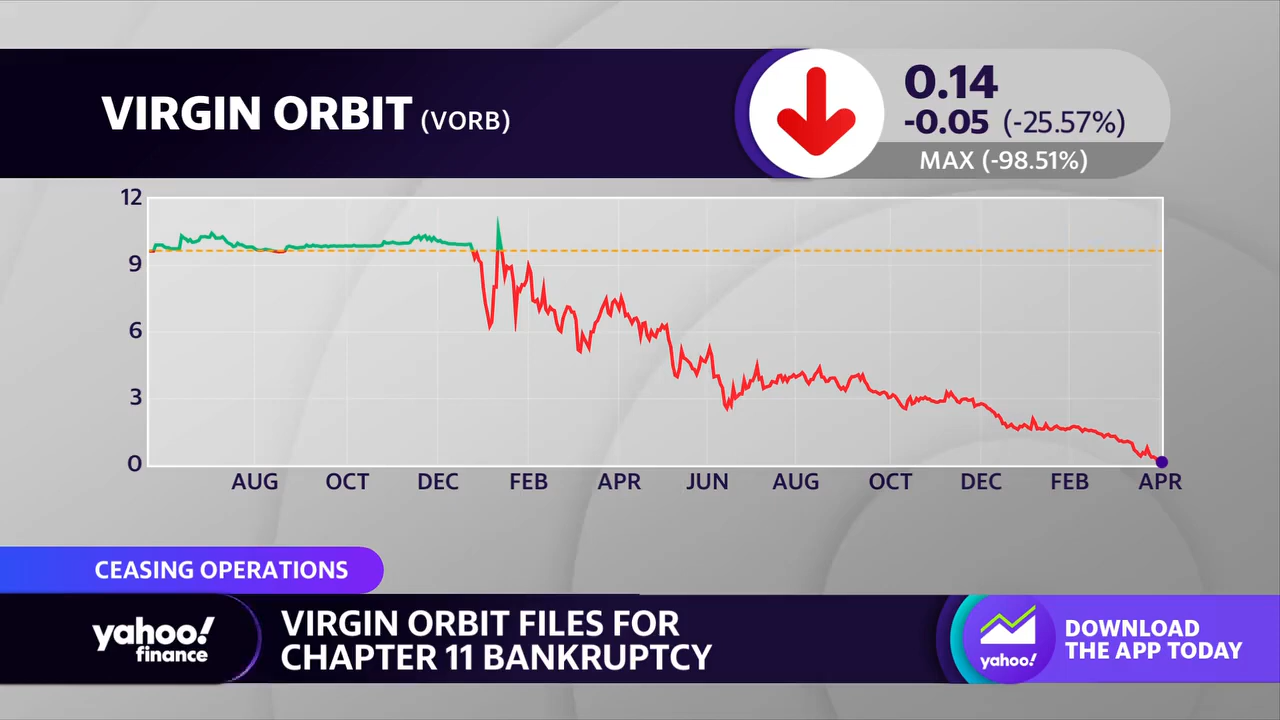 VIRGIN ORBIT (VORB)
0.14
-0.05 (-25.57%)
MAX (-98.51%)
12
9
6
3
0
AUG OCT DEC FEB APR JUN AUG OCT DEC FEB APR
CEASING OPERATIONS
yahoo!
finance
VIRGIN ORBIT FILES FOR
CHAPTER 11 BANKRUPTCY
yahoo!
DOWNLOAD
THE APP TODAY